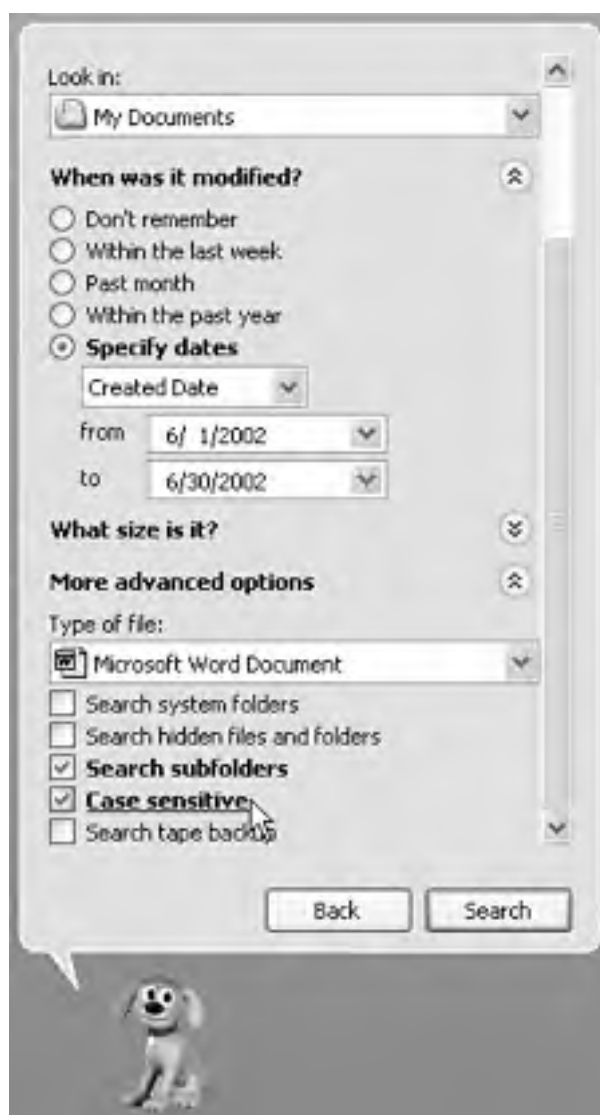 Look in:
My Documents
When was it modified?
Don't remember
Within the last week
Past month
Within the past year
Specify dates
Created Date
from 6/ 1/2002
to 6/30/2002
What size is it?
More advanced options
Type of file:
Microsoft Word Document
Search system folders
Search hidden files and folders
Search subfolders
Case sensitive
Search tape backup
Back Search